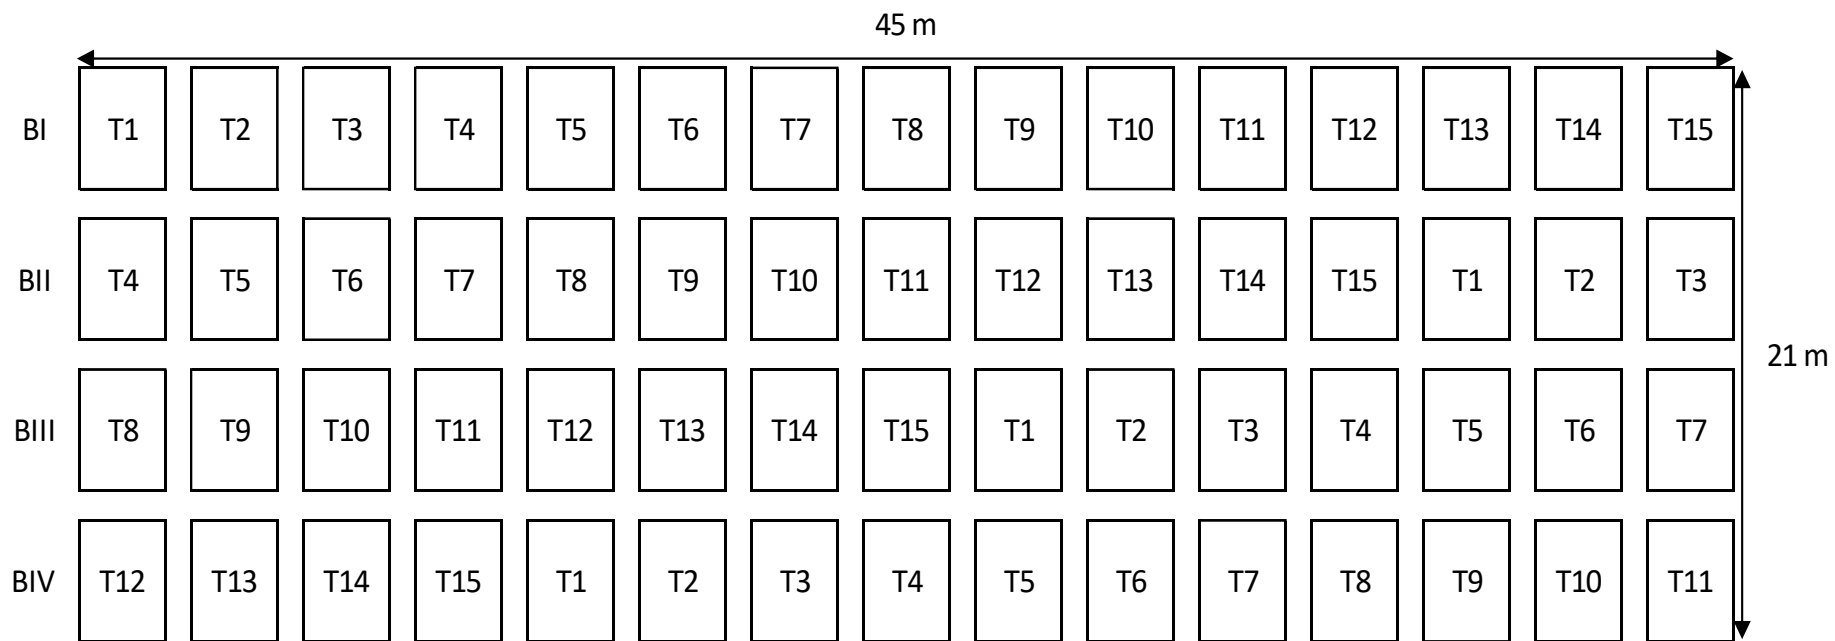 45 m
BI T1 T2 T3 T4 T5 T6 T7 T8 T9 T10 T11 T12 T13 T14 T15
BII T4 T5 T6 T7 T8 T9 T10 T11 T12 T13 T14 T15 T1 T2 T3
21 m
BIII T8 T9 T10 T11 T12 T13 T14 T15 T1 T2 T3 T4 T5 T6 T7
BIV T12 T13 T14 T15 T1 T2 T3 T4 T5 T6 T7 T8 T9 T10 T11